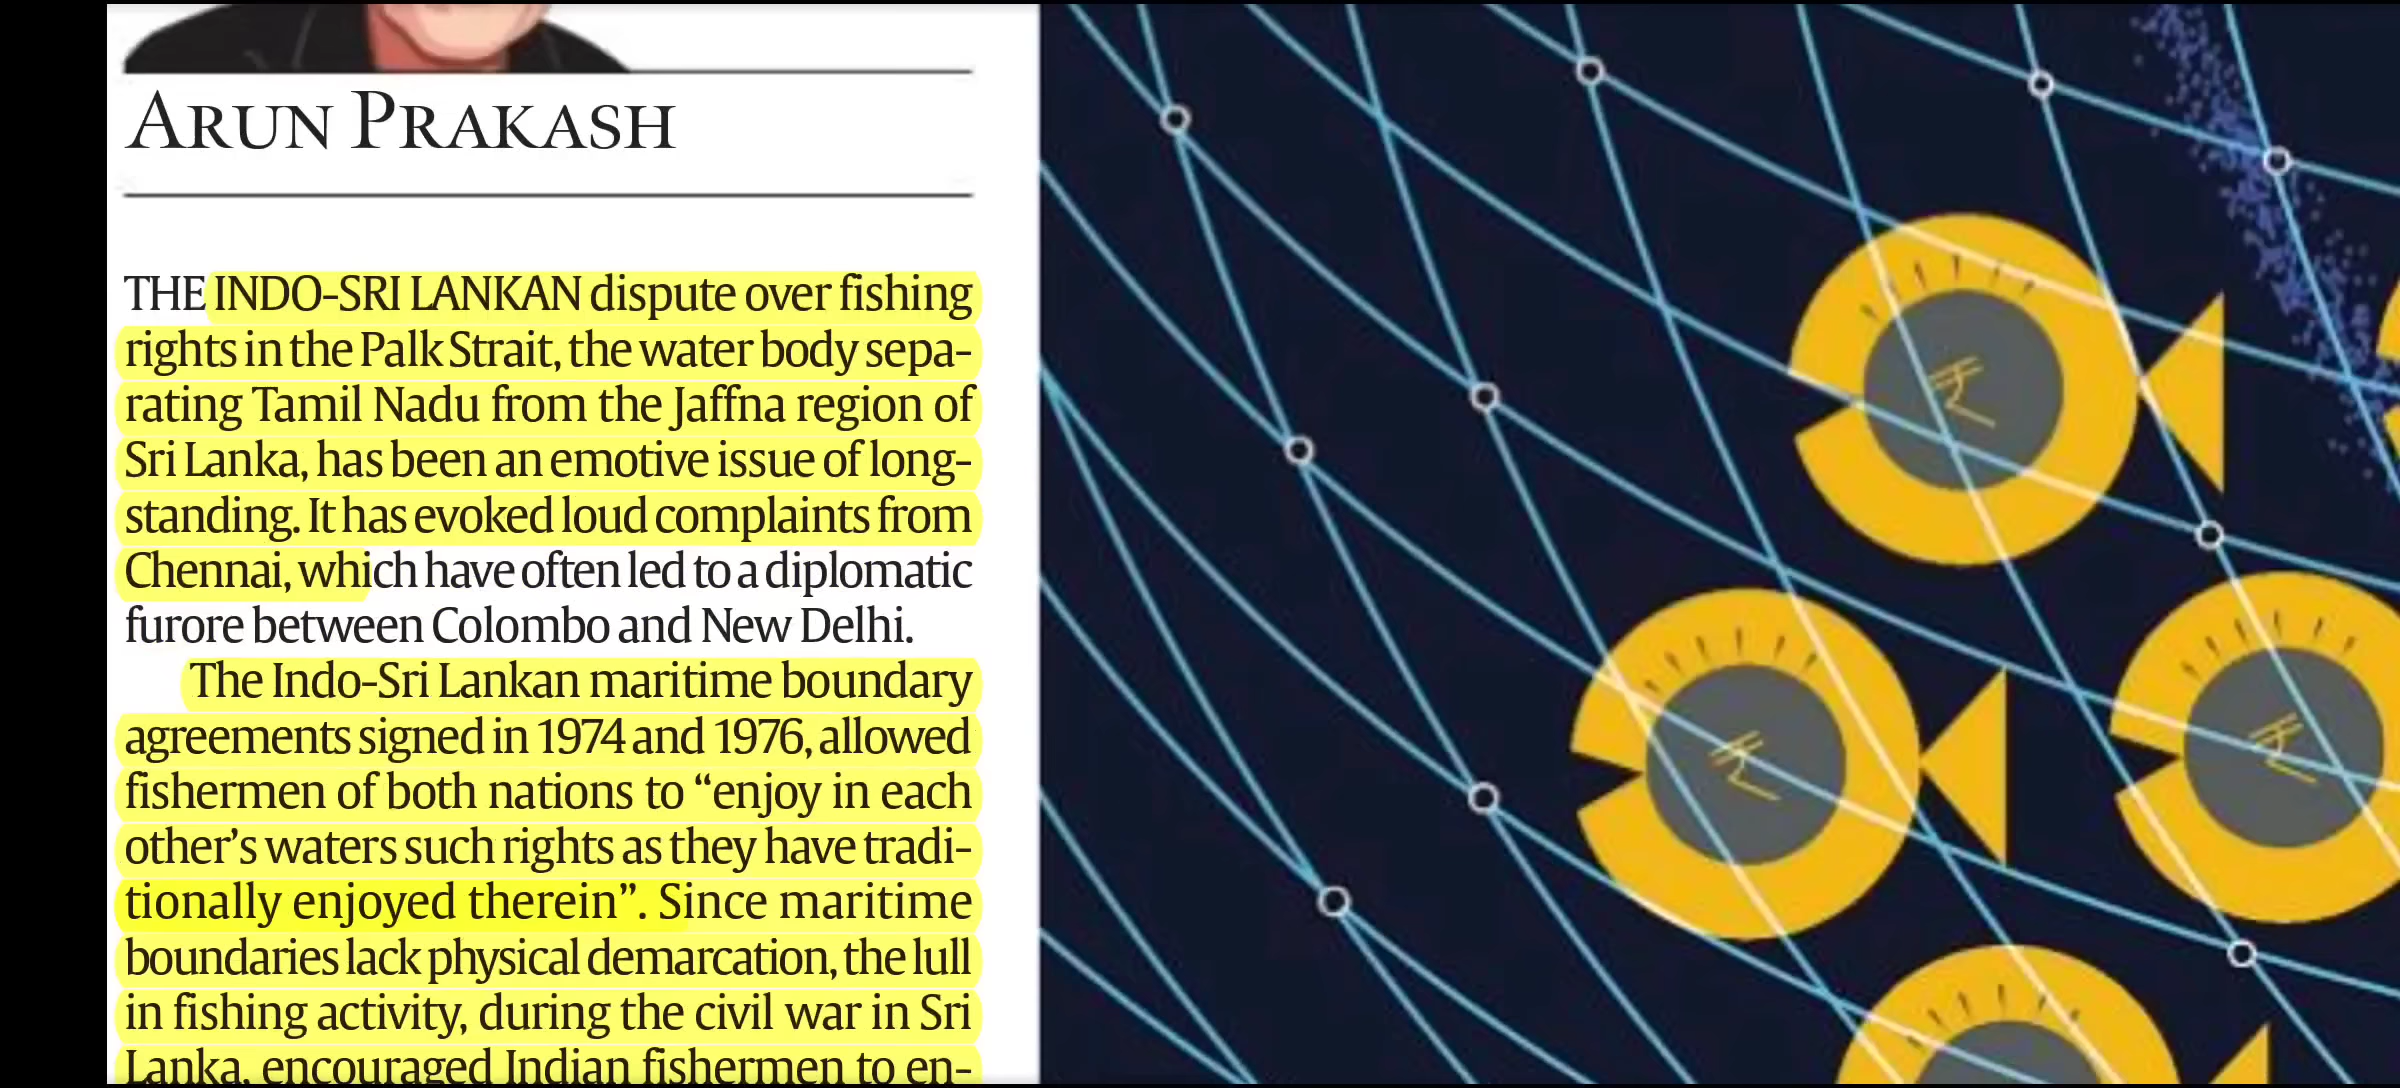 ARUN PRAKASH
THE INDO-SRI LANKAN dispute over fishing
rights in the Palk Strait, the water body sepa-
rating Tamil Nadu from the Jaffna region of
Sri Lanka, has been an emotive issue of long-
standing. It has evoked loud complaints from
Chennai, which have often led to a diplomatic
furore between Colombo and New Delhi.
The Indo-Sri Lankan maritime boundary
agreements signed in 1974 and 1976, allowed
fishermen of both nations to “enjoy in each
other’s waters such rights as they have tradi-
tionally enjoyed therein”. Since maritime
boundaries lack physical demarcation, the lull
in fishing activity, during the civil war in Sri
Lanka, encouraged Indian fishermen to en-
₹
₹
₹